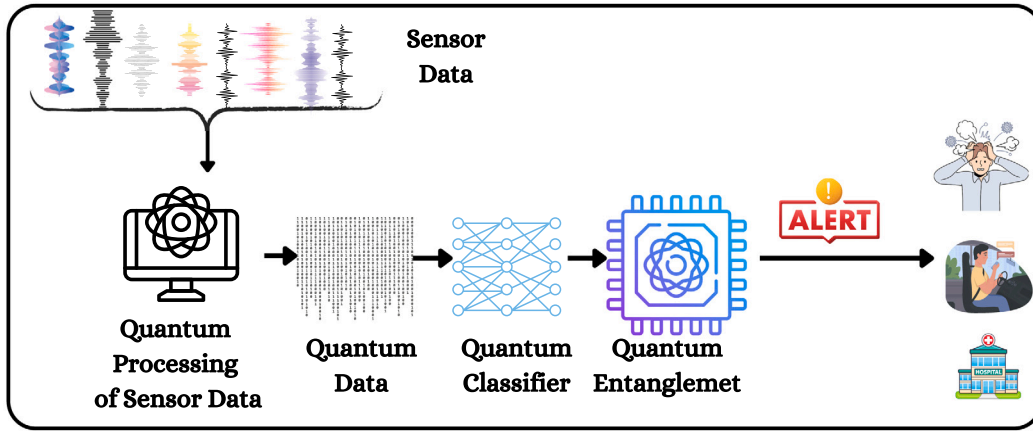 Sensor
Data
ALERT
Quantum
Processing
of Sensor Data
Quantum
Data
Quantum
Classifier
Quantum
Entanglemet
HOSPITAL